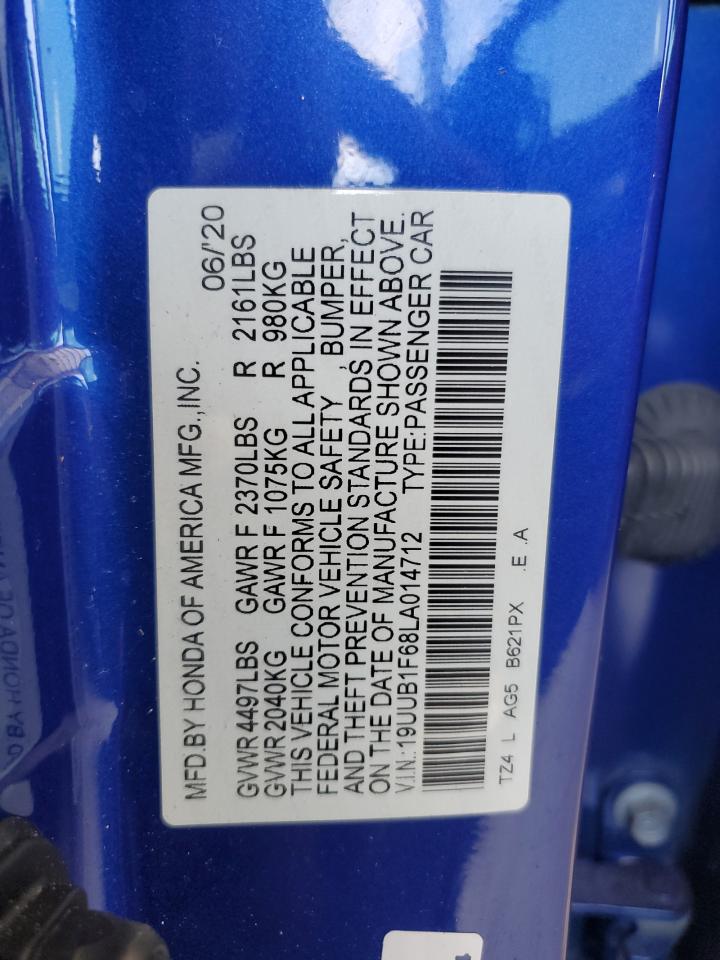 MFD.BY HONDA OF AMERICA MFG.,INC. 06/'20
GVWR 4497LBS GAWR F 2370LBS R 2161LBS
GVWR 2040KG GAWR F 1075KG R 980KG
THIS VEHICLE CONFORMS TO ALL APPLICABLE
FEDERAL MOTOR VEHICLE SAFETY , BUMPER,
AND THEFT PREVENTION STANDARDS IN EFFECT
ON THE DATE OF MANUFACTURE SHOWN ABOVE.
V.I.N.:19UUB1F68LA014712 TYPE:PASSENGER CAR
TZ4 L AG5 B621PX .E .A